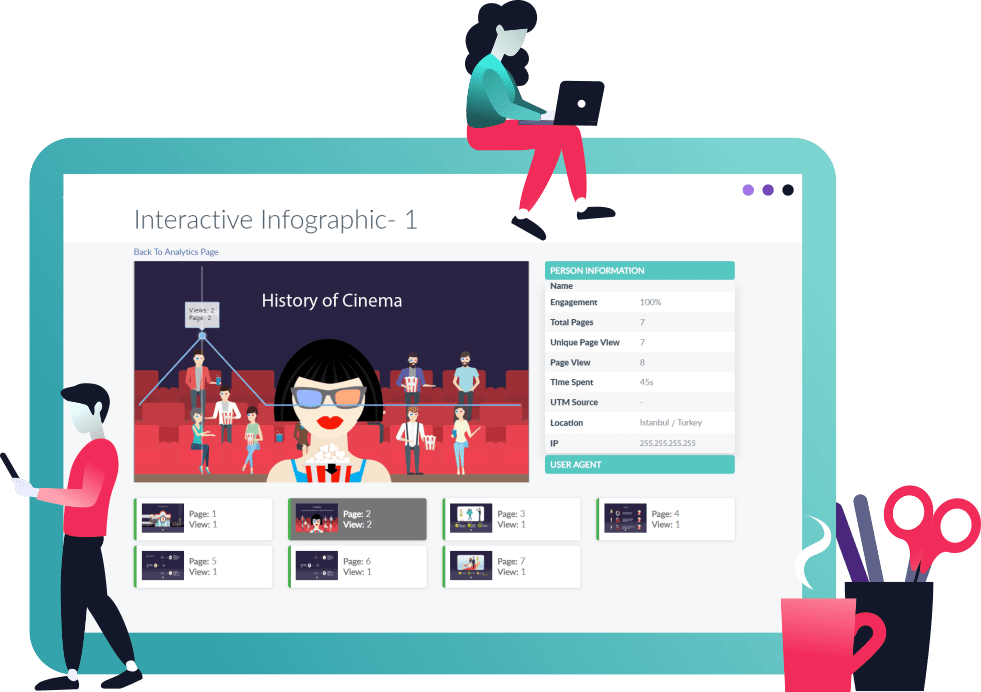 Interactive Infographic- 1
Back To Analytics Page
History of Cinema
Views: 2
Page: 2
PERSON INFORMATION
Name
Engagement 100%
Total Pages 7
Unique Page View 7
Page View 8
Time Spent 45s
UTM Source -
Location Istanbul / Turkey
IP 255.255.255.255
USER AGENT
Page: 1
View: 1
Page: 2
View: 2
Page: 3
View: 1
Page: 4
View: 1
Page: 5
View: 1
Page: 6
View: 1
Page: 7
View: 1